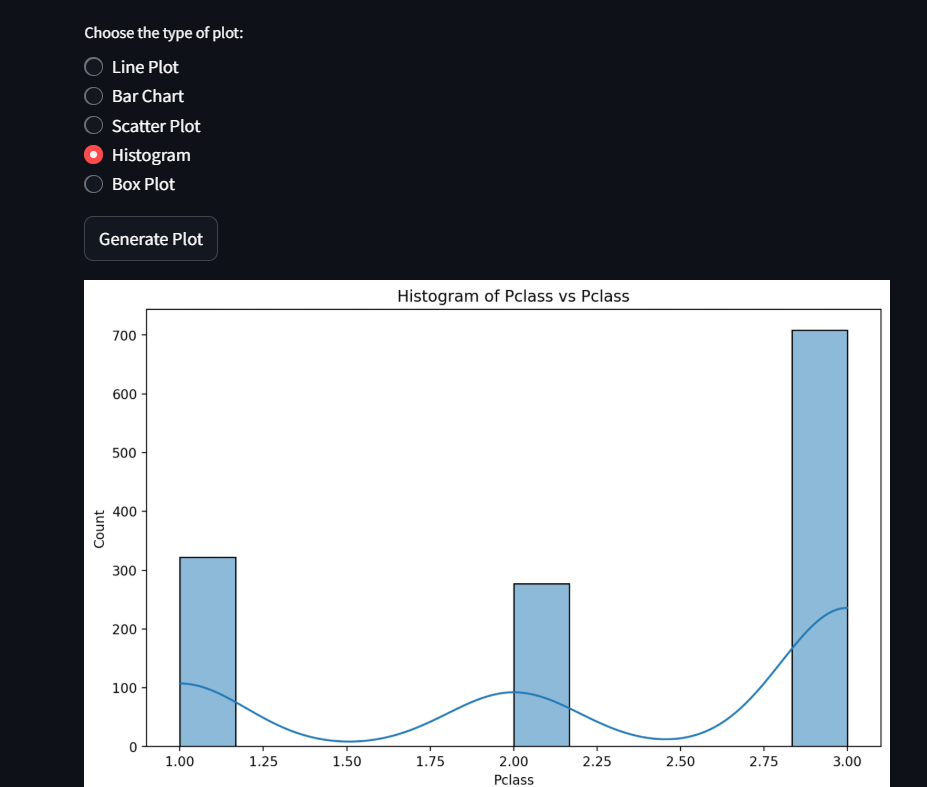 Choose the type of plot:
Line Plot
Bar Chart
Scatter Plot
Histogram
Box Plot
Generate Plot
Histogram of Pclass vs Pclass
700
600
500
400
300
200
100
0
Count
1.00 1.25 1.50 1.75 2.00 2.25 2.50 2.75 3.00
Pclass